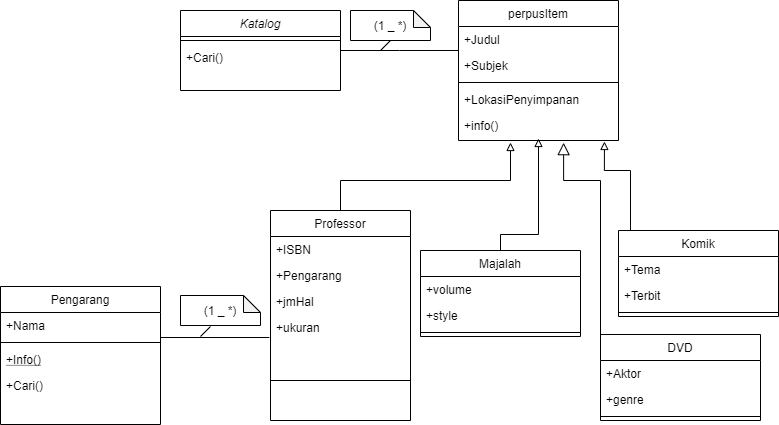 Katalog
+Cari()
(1 _ *)
perpusItem
+Judul
+Subjek
+LokasiPenyimpanan
+info()
Professor
+ISBN
+Pengarang
+jmHal
+ukuran
Majalah
+volume
+style
Komik
+Tema
+Terbit
DVD
+Aktor
+genre
Pengarang
+Nama
+Info()
+Cari()
(1 _ *)